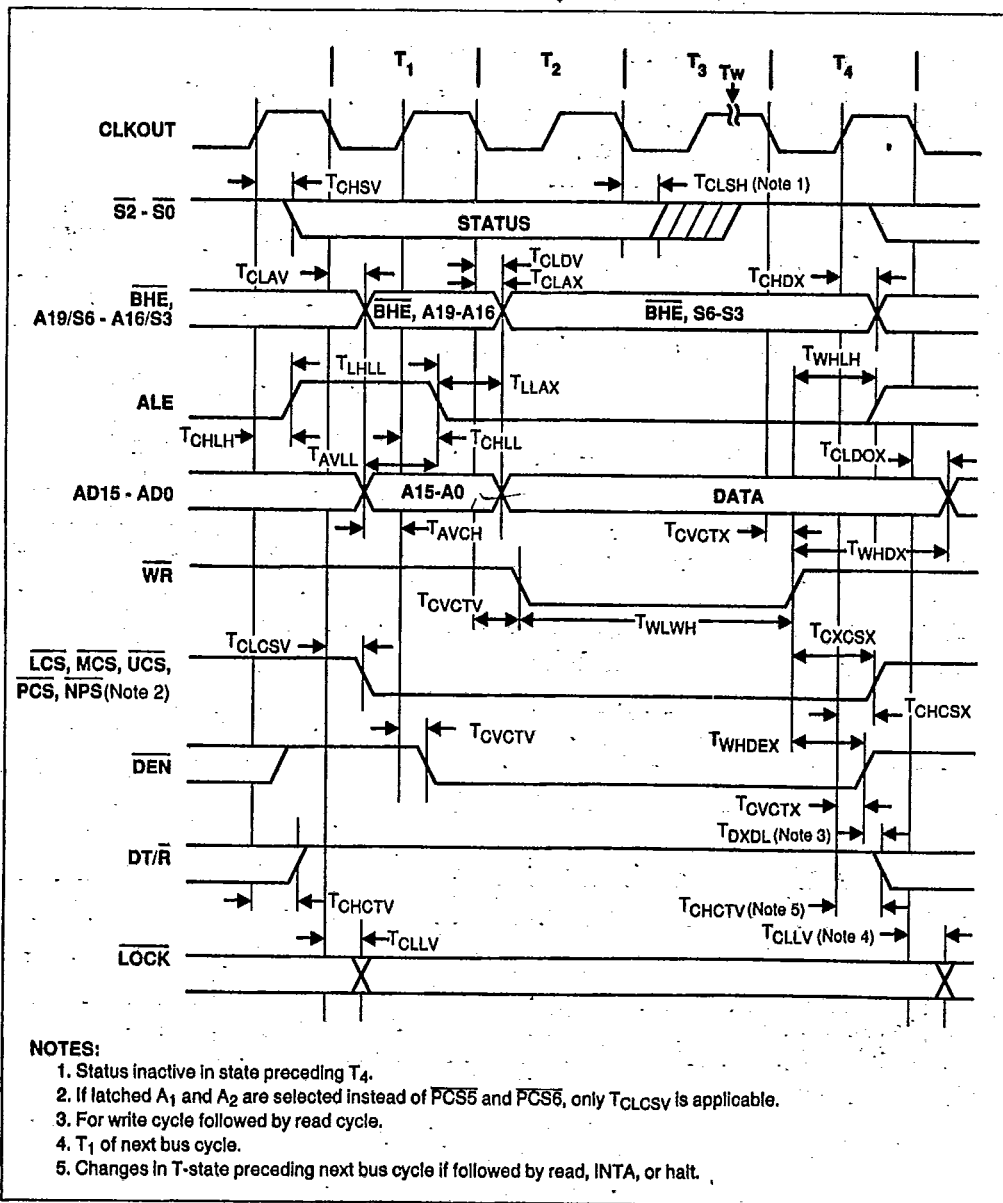 T1 T2 T3 TW T4
CLKOUT
TCHSV
TCLSH (Note 1)
S2 - S0
STATUS
TCLAV
TCLDV
TCLAX
TCHDX
BHE,
A19/S6 - A16/S3
BHE, A19-A16
BHE, S6-S3
TLHLL
TWHLH
TLLAX
ALE
TCHLH
TCHLL
TAVLL
TCLDOX
AD15 - AD0
A15-A0
DATA
TAVCH
TCVCTX
TWHDX
WR
TCVCTV
TWLWH
TCLCSV
TCXCSX
LCS, MCS, UCS,
PCS, NPS (Note 2)
TCHCSX
TCVCTV
TWHDEX
DEN
TCVCTX
TDXDL (Note 3)
DT/R
TCHCTV
TCHCTV (Note 5)
TCLLV
TCLLV (Note 4)
LOCK
NOTES:
1. Status inactive in state preceding T4.
2. If latched A1 and A2 are selected instead of PCS5 and PCS6, only TCLCSV is applicable.
3. For write cycle followed by read cycle.
4. T1 of next bus cycle.
5. Changes in T-state preceding next bus cycle if followed by read, INTA, or halt.